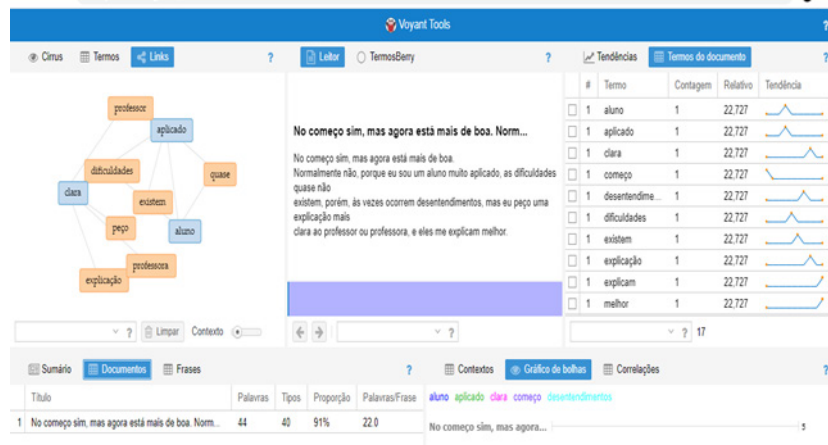 Voyant Tools
?
Cirrus Termos Links ?
Leitor TermosBerry ?
Tendências Termos do documento ?
professor
aplicado
dificuldades
quase
clara
existem
peço
aluno
professora
explicação
? Limpar Contexto
No começo sim, mas agora está mais de boa. Norm...
No começo sim, mas agora está mais de boa.
Normalmente não, porque eu sou um aluno muito aplicado, as dificuldades
quase não
existem, porém, às vezes ocorrem desentendimentos, mas eu peço uma
explicação mais
clara ao professor ou professora, e eles me explicam melhor.
?
# Termo Contagem Relativo Tendência
1 aluno 1 22,727
1 aplicado 1 22,727
1 clara 1 22,727
1 começo 1 22,727
1 desentendime... 1 22,727
1 dificuldades 1 22,727
1 existem 1 22,727
1 explicação 1 22,727
1 explicam 1 22,727
1 melhor 1 22,727
? 17
Sumário Documentos Frases ?
Título Palavras Tipos Proporção Palavras/Frase
1 No começo sim, mas agora está mais de boa. Norm... 44 40 91% 22.0
Contextos Gráfico de bolhas Correlações ?
aluno aplicado clara começo desentendimentos
No começo sim, mas agora... 5